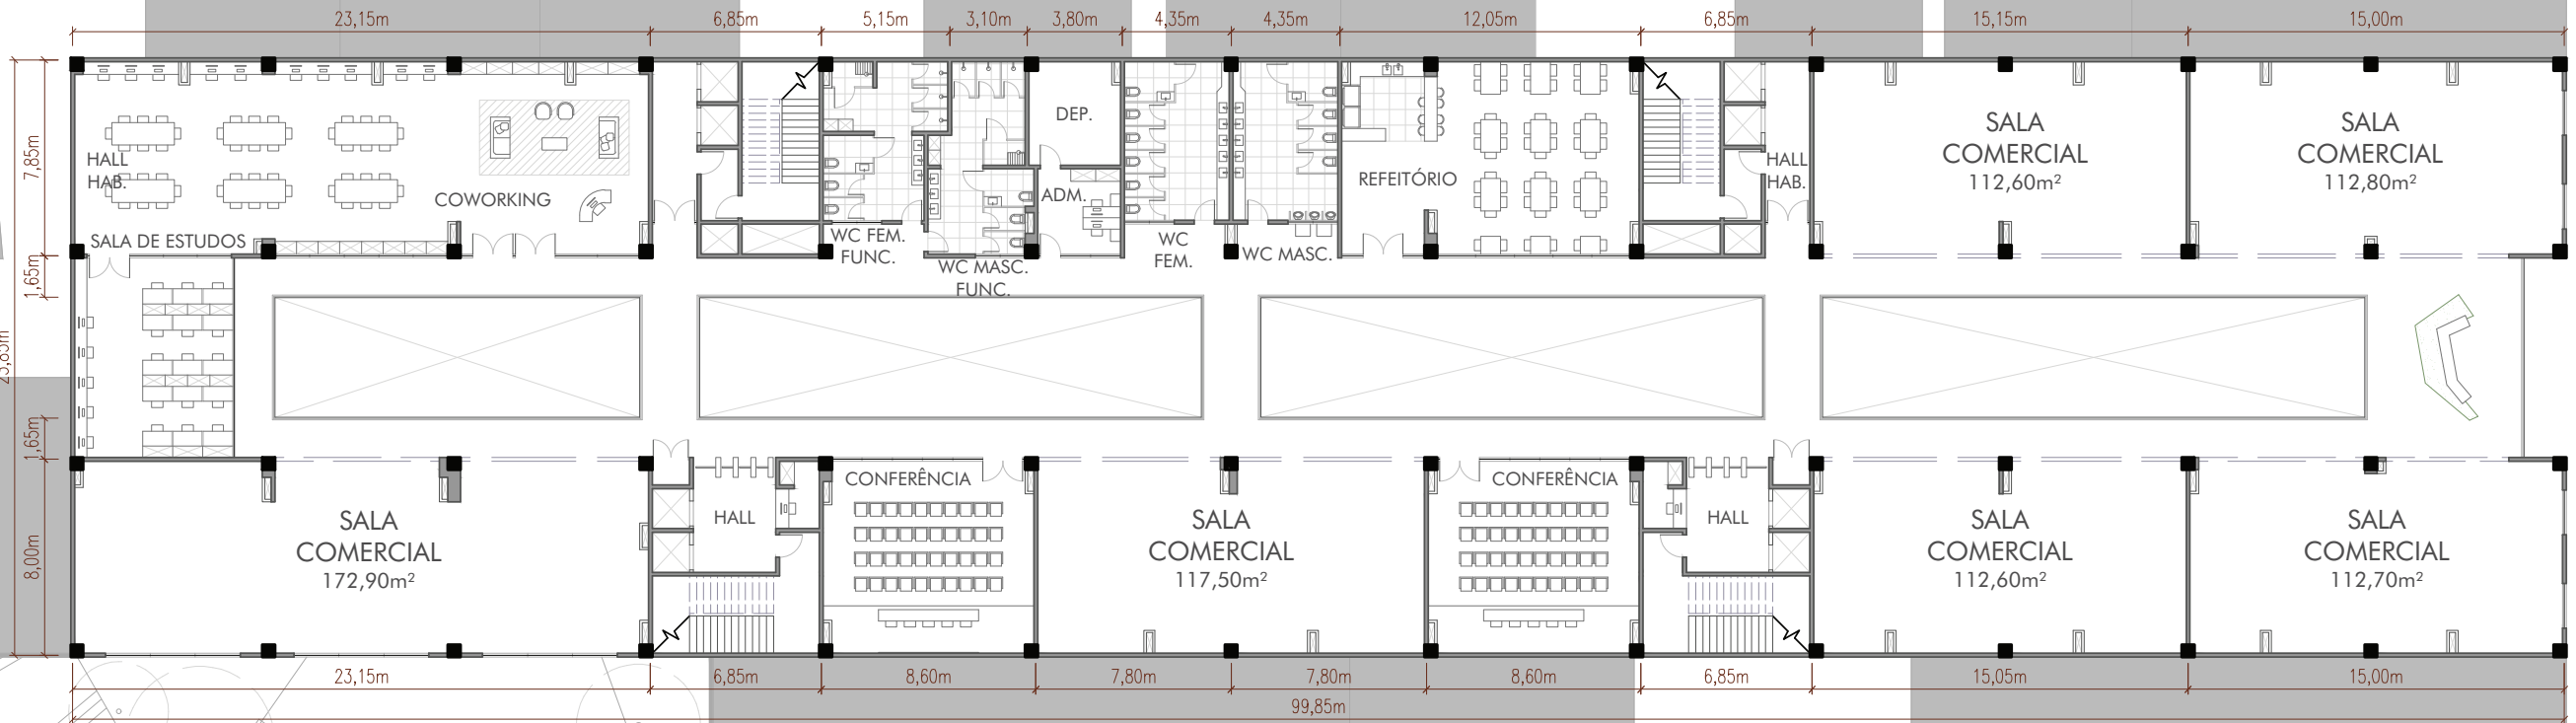 23,15m
6,85m
5,15m
3,10m
3,80m
4,35m
4,35m
12,05m
6,85m
15,15m
15,00m
7,85m
1,65m
1,65m
8,00m
HALL
HAB.
COWORKING
SALA DE ESTUDOS
WC FEM.
FUNC.
WC MASC.
FUNC.
DEP.
ADM.
WC
FEM.
WC MASC.
REFEITÓRIO
HALL
HAB.
SALA
COMERCIAL
112,60m²
SALA
COMERCIAL
112,80m²
SALA
COMERCIAL
172,90m²
HALL
CONFERÊNCIA
SALA
COMERCIAL
117,50m²
CONFERÊNCIA
HALL
SALA
COMERCIAL
112,60m²
SALA
COMERCIAL
112,70m²
23,15m
6,85m
8,60m
7,80m
7,80m
8,60m
6,85m
15,05m
15,00m
99,85m